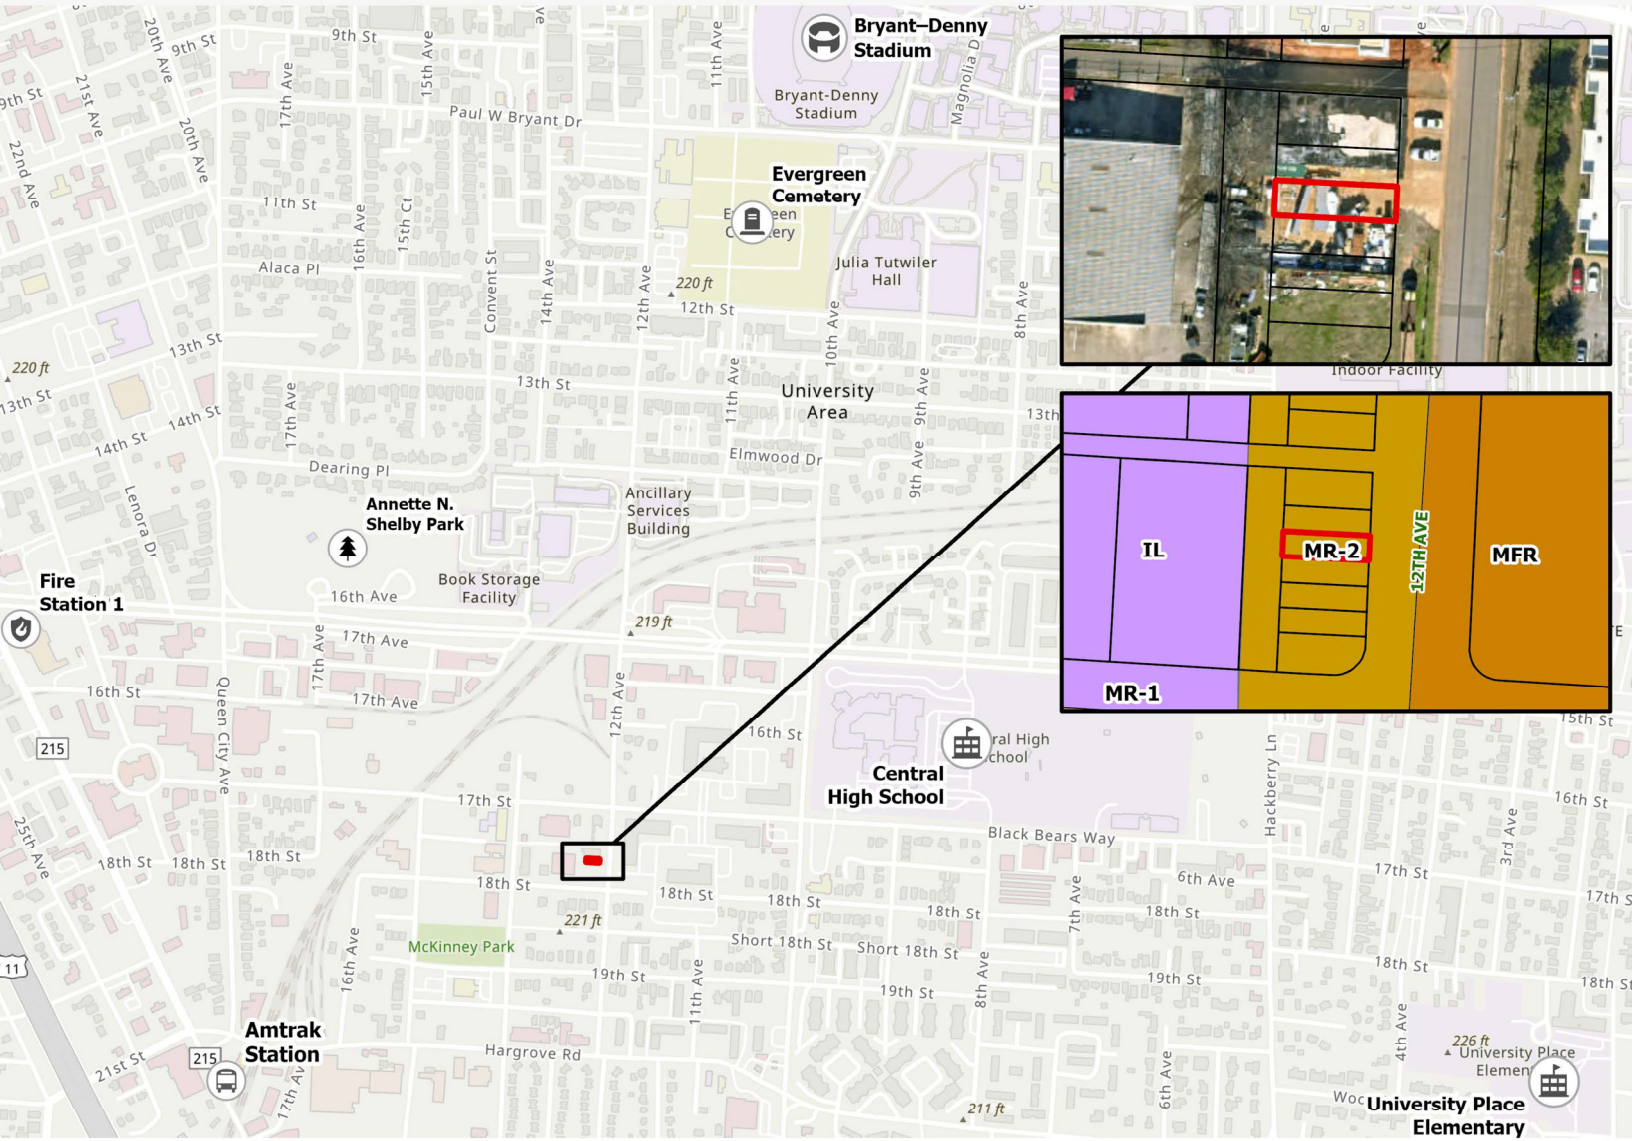 Bryant–Denny
Stadium
Bryant-Denny
Stadium
Magnolia D
9th St
9th St
9th St
20th Ave
21st Ave
20th Ave
22nd Ave
17th Ave
15th Ave
11th Ave
Paul W Bryant Dr
Evergreen
Cemetery
11th St
16th Ave
15th Ct
Alaca Pl
Convent St
14th Ave
12th Ave
220 ft
12th St
Julia Tutwiler
Hall
10th Ave
8th Ave
220 ft
13th St
13th St
14th St
14th St
17th Ave
13th St
11th Ave
University
Area
9th Ave
13th
Indoor Facility
Elmwood Dr
9th Ave
Dearing Pl
Lenora Dr
Annette N.
Shelby Park
Ancillary
Services
Building
Book Storage
Facility
Fire
Station 1
16th Ave
17th Ave
17th Ave
219 ft
16th St
17th Ave
Queen City Ave
12th Ave
16th St
215
IL
MR-2
12TH AVE
MFR
MR-1
TE
15th St
ral High
chool
Central
High School
Hackberry Ln
16th St
3rd Ave
17th St
Black Bears Way
25th Ave
18th St
18th St
18th St
18th St
18th St
18th St
18th St
18th St
6th Ave
7th Ave
17th St
17th S
221 ft
McKinney Park
Short 18th St
Short 18th St
18th St
18th St
16th Ave
19th St
11th Ave
19th St
8th Ave
19th St
11
Amtrak
Station
215
21st St
17th Ave
Hargrove Rd
4th Ave
6th Ave
226 ft
University Place
Elemen
211 ft
Woc
University Place
Elementary